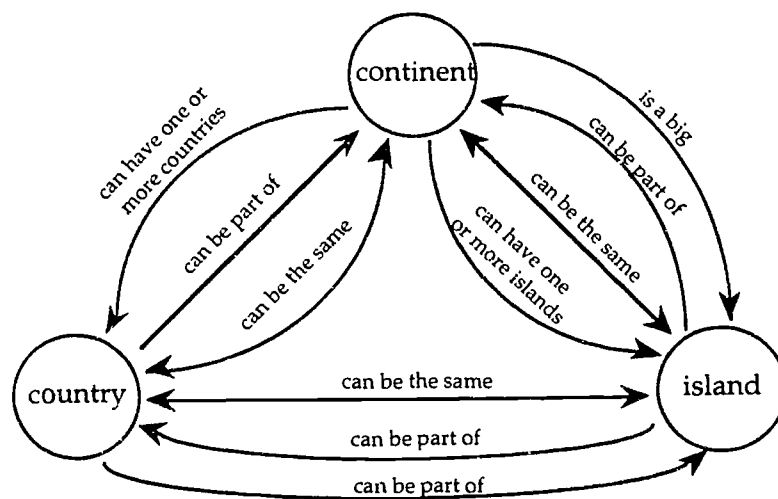 continent
can have one or
more countries
is a big
can be part of
can be part of
can be the same
can be the same
can have one
or more islands
country
island
can be the same
can be part of
can be part of